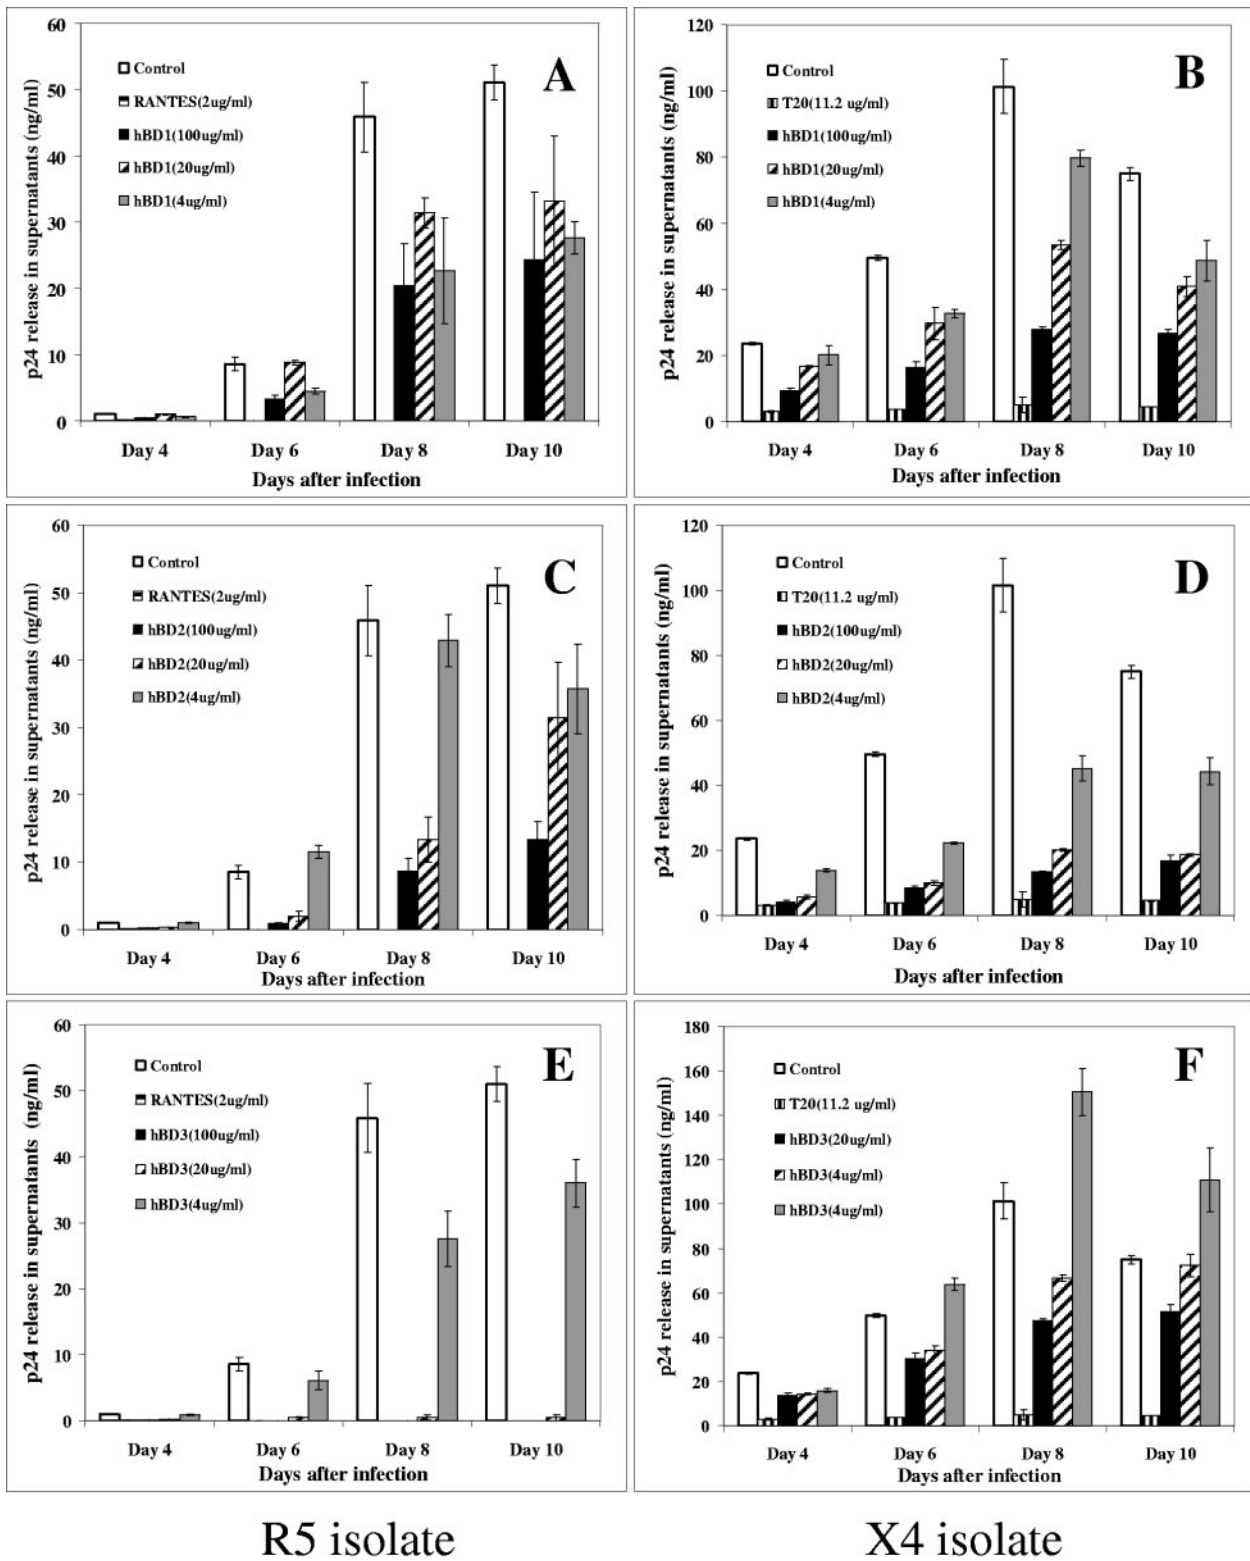 A
p24 release in supernatants (ng/ml)
60
50
40
30
20
10
0
Control
RANTES(2ug/ml)
hBD1(100ug/ml)
hBD1(20ug/ml)
hBD1(4ug/ml)
Day 4 Day 6 Day 8 Day 10
Days after infection
B
p24 release in supernatants (ng/ml)
120
100
80
60
40
20
0
Control
T20(11.2 ug/ml)
hBD1(100ug/ml)
hBD1(20ug/ml)
hBD1(4ug/ml)
Day 4 Day 6 Day 8 Day 10
Days after infection
C
p24 release in supernatants (ng/ml)
60
50
40
30
20
10
0
Control
RANTES(2ug/ml)
hBD2(100ug/ml)
hBD2(20ug/ml)
hBD2(4ug/ml)
Day 4 Day 6 Day 8 Day 10
Days after infection
D
p24 release in supernatants (ng/ml)
120
100
80
60
40
20
0
Control
T20(11.2 ug/ml)
hBD2(100ug/ml)
hBD2(20ug/ml)
hBD2(4ug/ml)
Day 4 Day 6 Day 8 Day 10
Days after infection
E
p24 release in supernatants (ng/ml)
60
50
40
30
20
10
0
Control
RANTES(2ug/ml)
hBD3(100ug/ml)
hBD3(20ug/ml)
hBD3(4ug/ml)
Day 4 Day 6 Day 8 Day 10
Days after infection
F
p24 release in supernatants (ng/ml)
180
160
140
120
100
80
60
40
20
0
Control
T20(11.2 ug/ml)
hBD3(20ug/ml)
hBD3(4ug/ml)
hBD3(4ug/ml)
Day 4 Day 6 Day 8 Day 10
Days after infection
R5 isolate
X4 isolate